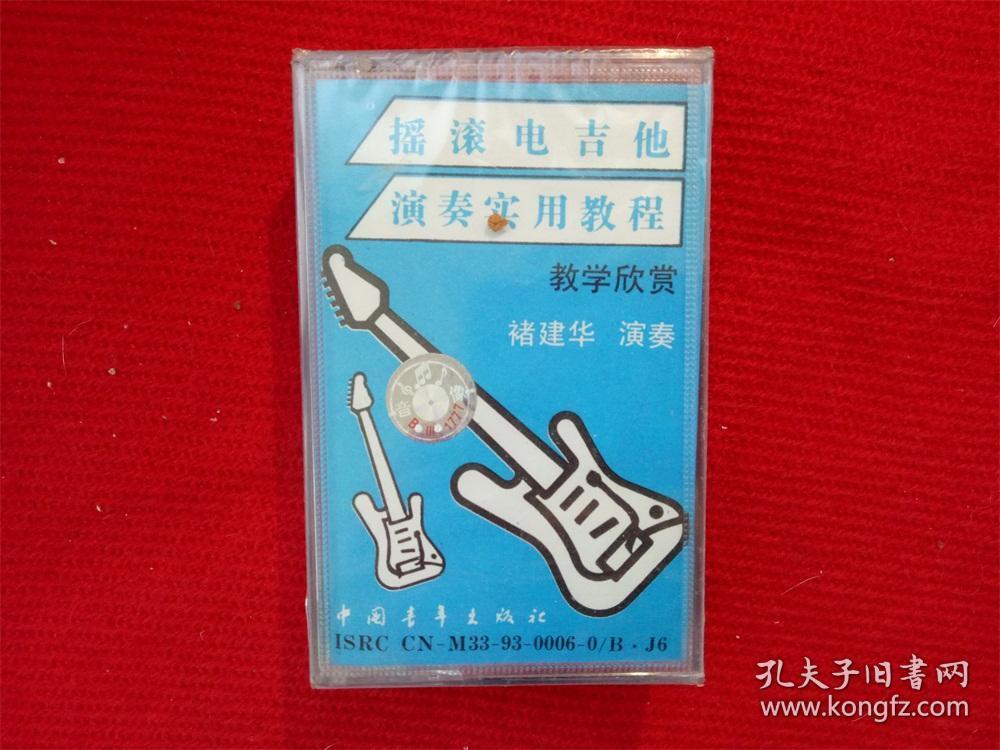 摇滚电吉他
演奏实用教程
教学欣赏
褚建华 演奏
音像
中国青年出版社
ISRC CN-M33-93-0006-0/B·J6
孔夫子旧书网
www.kongfz.com